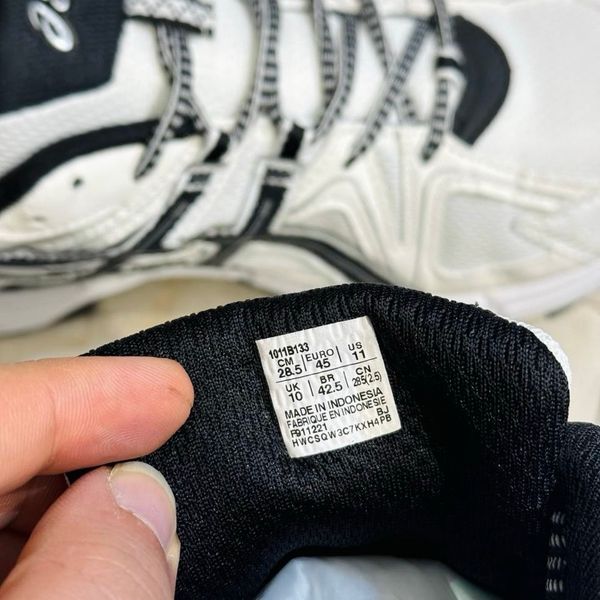 1011B133
CM EURO US
28.5 45 11
UK BR CN
10 42.5 285(2.5)
MADE IN INDONESIA
FABRIQUE EN INDONESIE
F911221 BJ
HWCSQW3C7KXH4PB